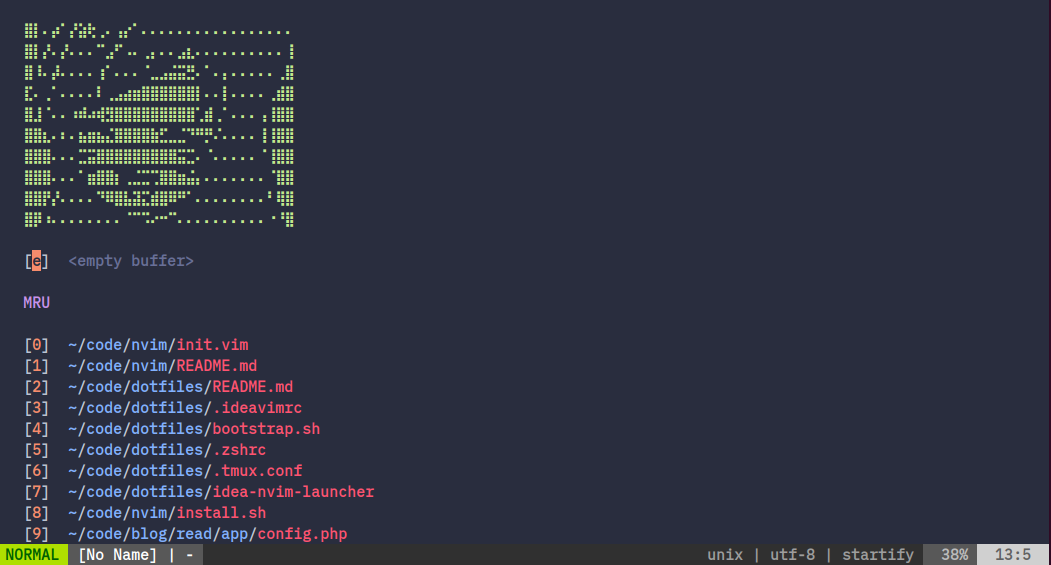 [e] <empty buffer>
MRU
[0] ~/code/nvim/init.vim
[1] ~/code/nvim/README.md
[2] ~/code/dotfiles/README.md
[3] ~/code/dotfiles/.ideavimrc
[4] ~/code/dotfiles/bootstrap.sh
[5] ~/code/dotfiles/.zshrc
[6] ~/code/dotfiles/.tmux.conf
[7] ~/code/dotfiles/idea-nvim-launcher
[8] ~/code/nvim/install.sh
[9] ~/code/blog/read/app/config.php
NORMAL [No Name] | - unix | utf-8 | startify 38% 13:5